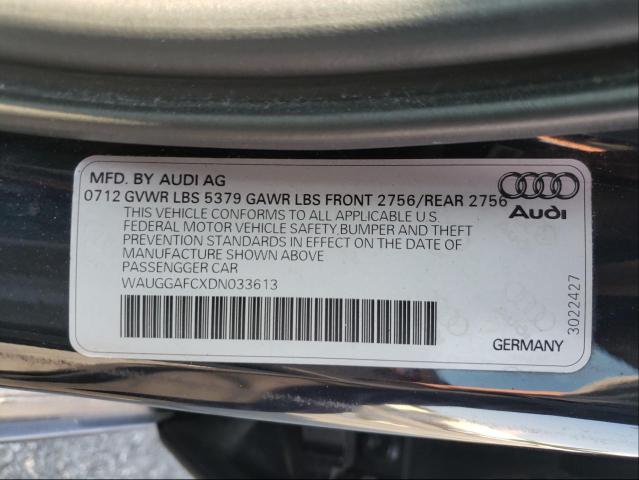 MFD. BY AUDI AG
0712 GVWR LBS 5379 GAWR LBS FRONT 2756/REAR 2756
THIS VEHICLE CONFORMS TO ALL APPLICABLE U.S.
FEDERAL MOTOR VEHICLE SAFETY,BUMPER AND THEFT
PREVENTION STANDARDS IN EFFECT ON THE DATE OF
MANUFACTURE SHOWN ABOVE
PASSENGGER CAR
WAUGGAFCXDN033613
Audi
3022427
GERMANY